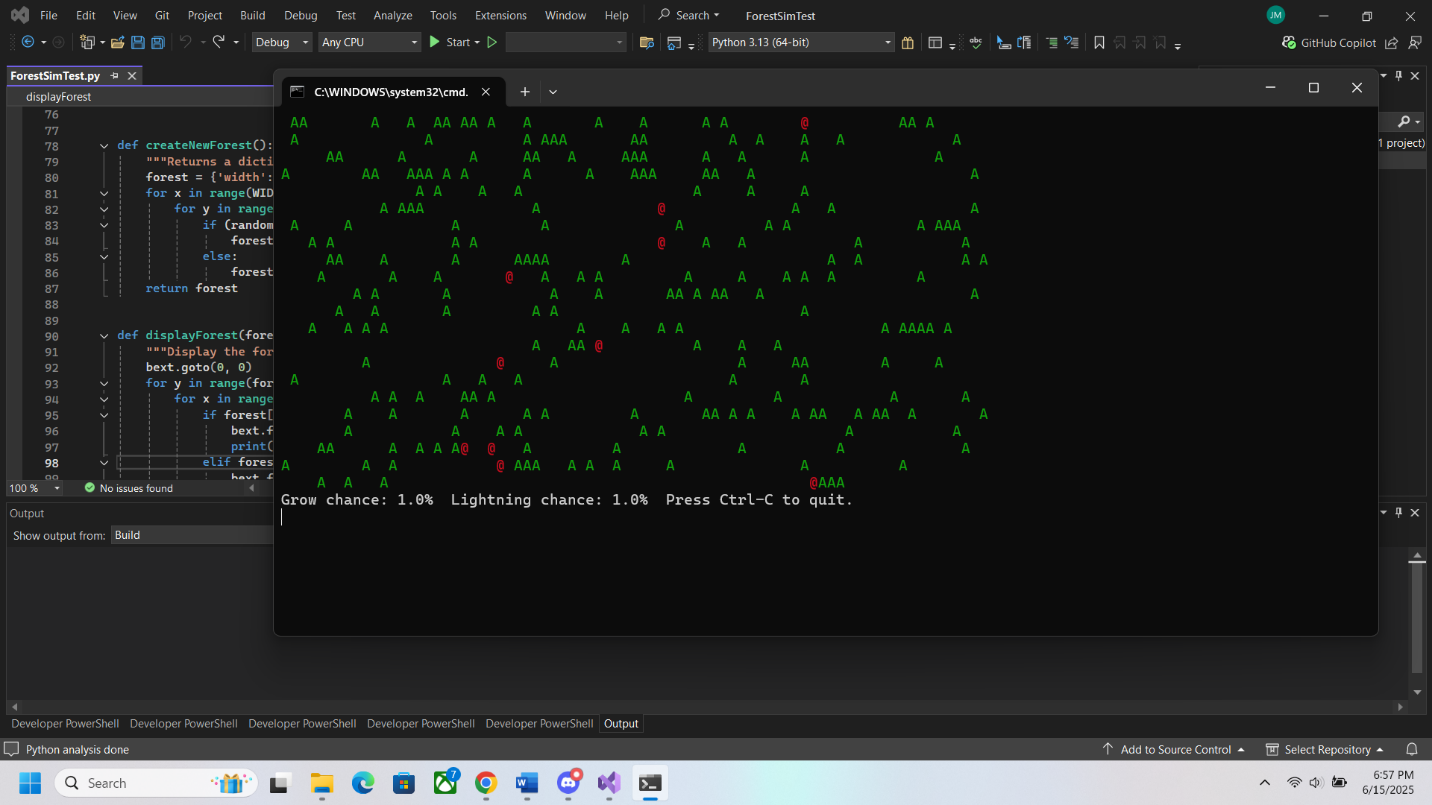 File Edit View Git Project Build Debug Test Analyze Tools Extensions Window Help Search ForestSimTest JM
Debug Any CPU Start Python 3.13 (64-bit) GitHub Copilot
ForestSimTest.py
displayForest
C:\WINDOWS\system32\cmd.
1 project)
76
77
78 def createNewForest():
79 """Returns a dicti
80 forest = {'width':
81 for x in range(WID
82 for y in range
83 if (random
84 forest
85 else:
86 forest
87 return forest
88
89
90 def displayForest(fore
91 """Display the for
92 bext.goto(0, 0)
93 for y in range(for
94 for x in range
95 if forest[
96 bext.f
97 print(
98 elif fores
100 % No issues found
Grow chance: 1.0% Lightning chance: 1.0% Press Ctrl-C to quit.
Output
Show output from: Build
Developer PowerShell Developer PowerShell Developer PowerShell Developer PowerShell Developer PowerShell Output
Python analysis done Add to Source Control Select Repository
Search 7 6:57 PM
6/15/2025